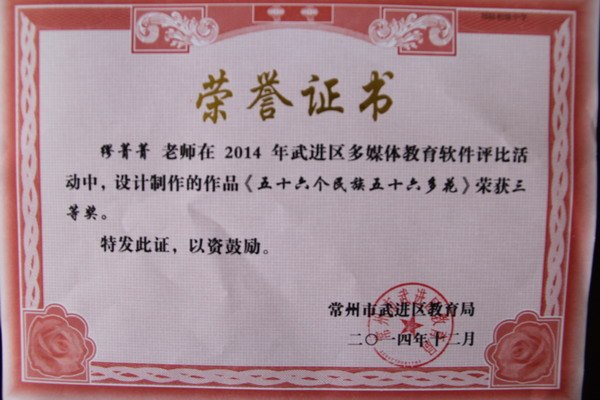 荣誉证书
缪菁菁 老师在 2014 年武进区多媒体教育软件评比活
动中，设计制作的作品《五十六个民族五十六多花》荣获三
等奖。
特发此证，以资鼓励。
常州市武进区教育局
二〇一四年十二月